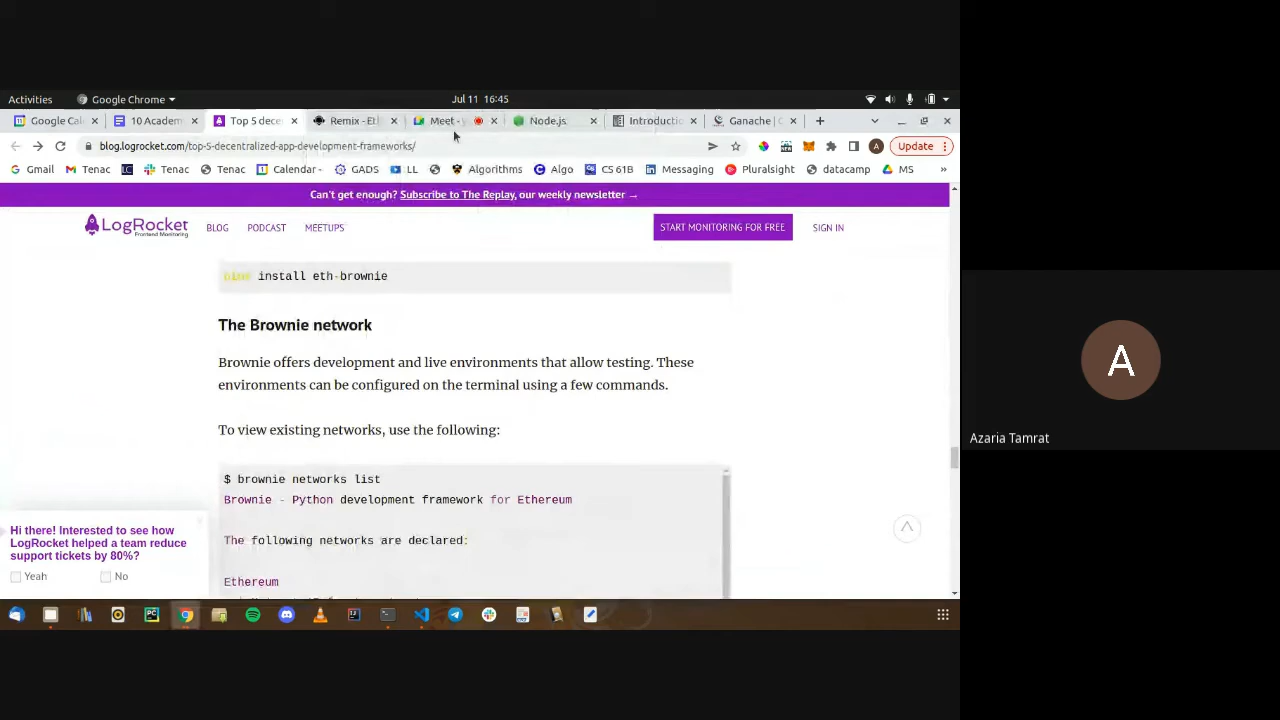 Activities
Google Chrome
Jul 11 16:45
Google Cal
10 Academ
Top 5 dece
Remix - Eth
Meet -
Node.js
Introductio
Ganache | C
blog.logrocket.com/top-5-decentralized-app-development-frameworks/
Update
Gmail
Tenac
Tenac
Tenac
Calendar -
GADS
LL
Algorithms
Algo
CS 61B
Messaging
Pluralsight
datacamp
MS
»
Can't get enough? Subscribe to The Replay, our weekly newsletter →
LogRocket
Frontend Monitoring
BLOG
PODCAST
MEETUPS
START MONITORING FOR FREE
SIGN IN
install eth-brownie
The Brownie network
Brownie offers development and live environments that allow testing. These
environments can be configured on the terminal using a few commands.
To view existing networks, use the following:
$ brownie networks list
Brownie - Python development framework for Ethereum
The following networks are declared:
Ethereum
Hi there! Interested to see how
LogRocket helped a team reduce
support tickets by 80%?
Yeah
No
A
Azaria Tamrat